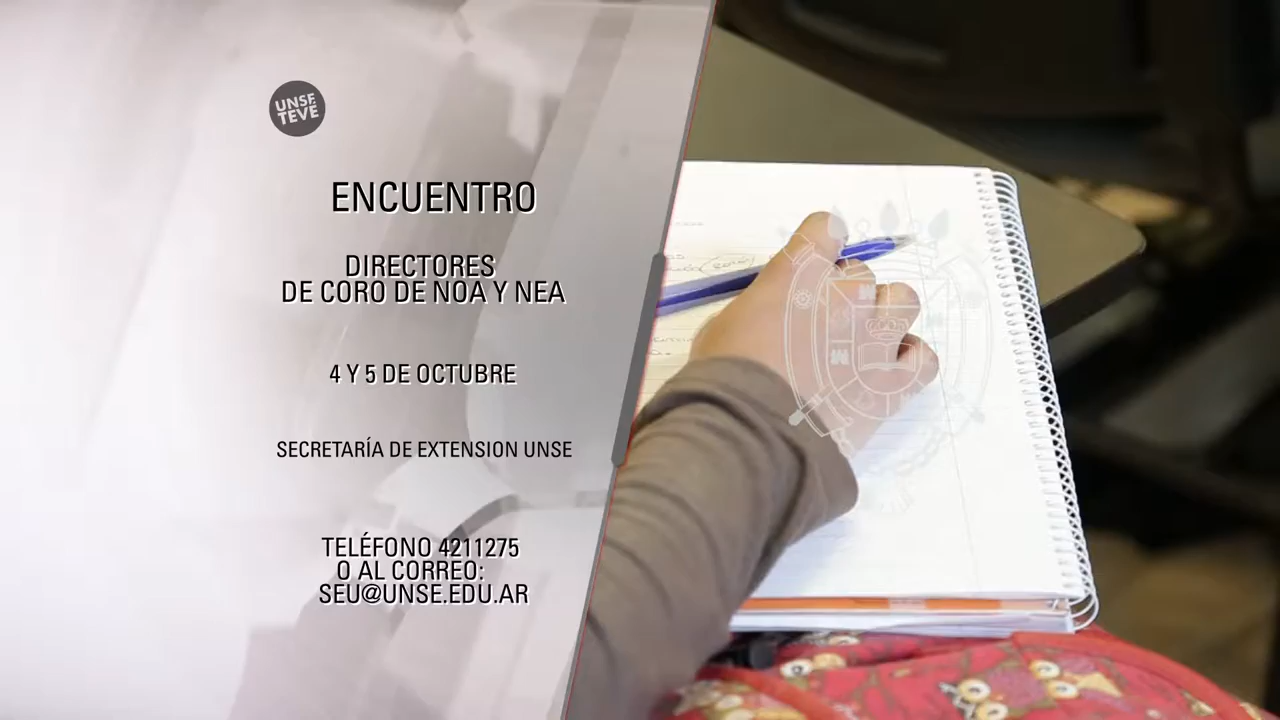 UNSE
TEVE
ENCUENTRO
DIRECTORES
DE CORO DE NOA Y NEA
4 Y 5 DE OCTUBRE
SECRETARÍA DE EXTENSION UNSE
TELÉFONO 4211275
O AL CORREO:
SEU@UNSE.EDU.AR